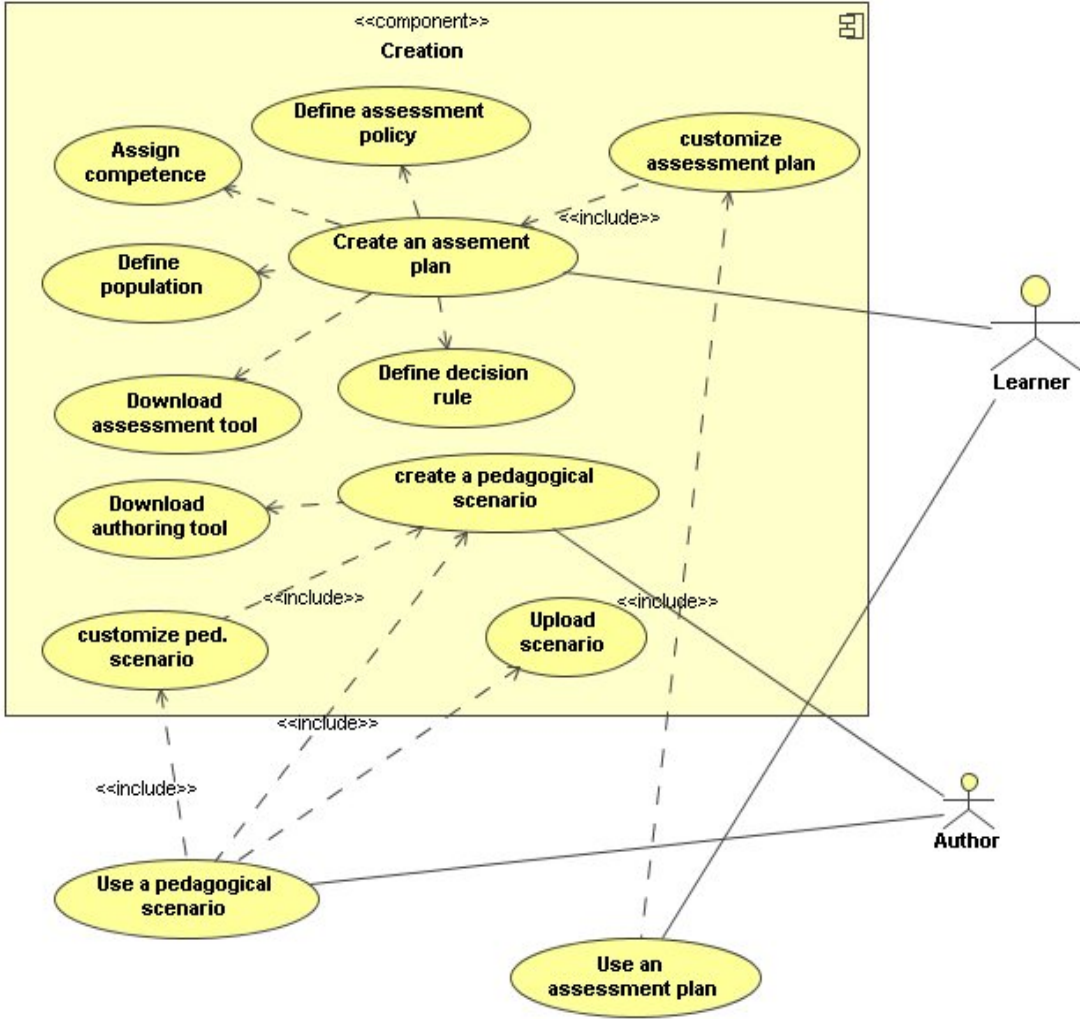 <<component>>
Creation
Define assessment
policy
customize
assessment plan
Assign
competence
<<include>>
Create an assement
plan
Define
population
Define decision
rule
Learner
Download
assessment tool
create a pedagogical
scenario
Download
authoring tool
<<include>>
<<include>>
Upload
scenario
customize ped.
scenario
<<include>>
<<include>>
Author
Use a pedagogical
scenario
Use an
assessment plan